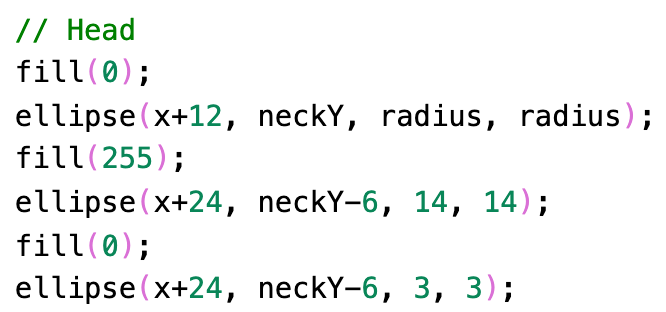 // Head
fill(0);
ellipse(x+12, neckY, radius, radius);
fill(255);
ellipse(x+24, neckY-6, 14, 14);
fill(0);
ellipse(x+24, neckY-6, 3, 3);